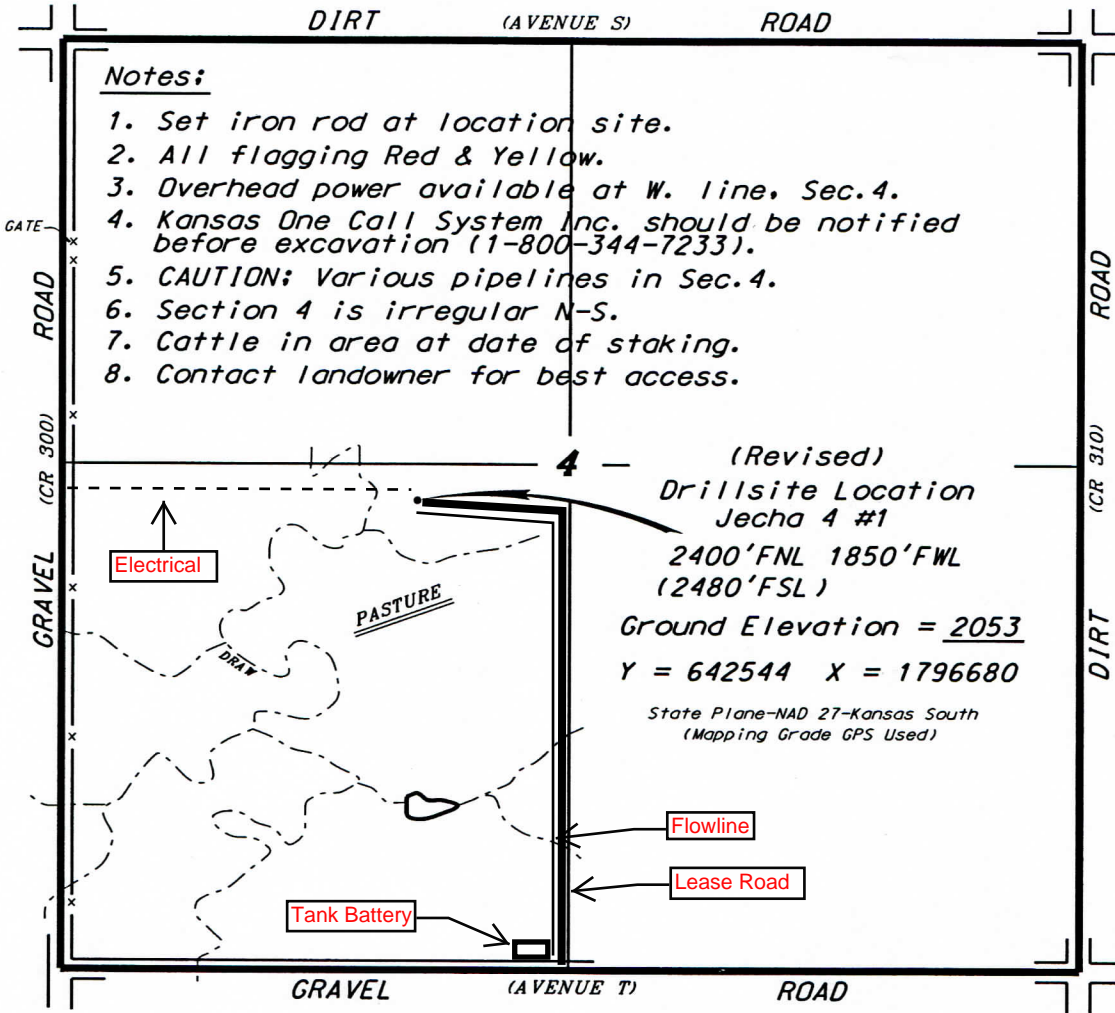 DIRT (AVENUE S) ROAD
Notes:
1. Set iron rod at location site.
2. All flagging Red & Yellow.
3. Overhead power available at W. line, Sec.4.
4. Kansas One Call System Inc. should be notified
before excavation (1-800-344-7233).
5. CAUTION: Various pipelines in Sec.4.
6. Section 4 is irregular N-S.
7. Cattle in area at date of staking.
8. Contact landowner for best access.
GATE
GRAVEL (CR 300) ROAD
DIRT (CR 310) ROAD
4
(Revised)
Drillsite Location
Jecha 4 #1
2400'FNL 1850'FWL
(2480'FSL)
Ground Elevation = 2053
Y = 642544 X = 1796680
State Plane-NAD 27-Kansas South
(Mapping Grade GPS Used)
Electrical
PASTURE
DRAW
Flowline
Lease Road
Tank Battery
GRAVEL (AVENUE T) ROAD